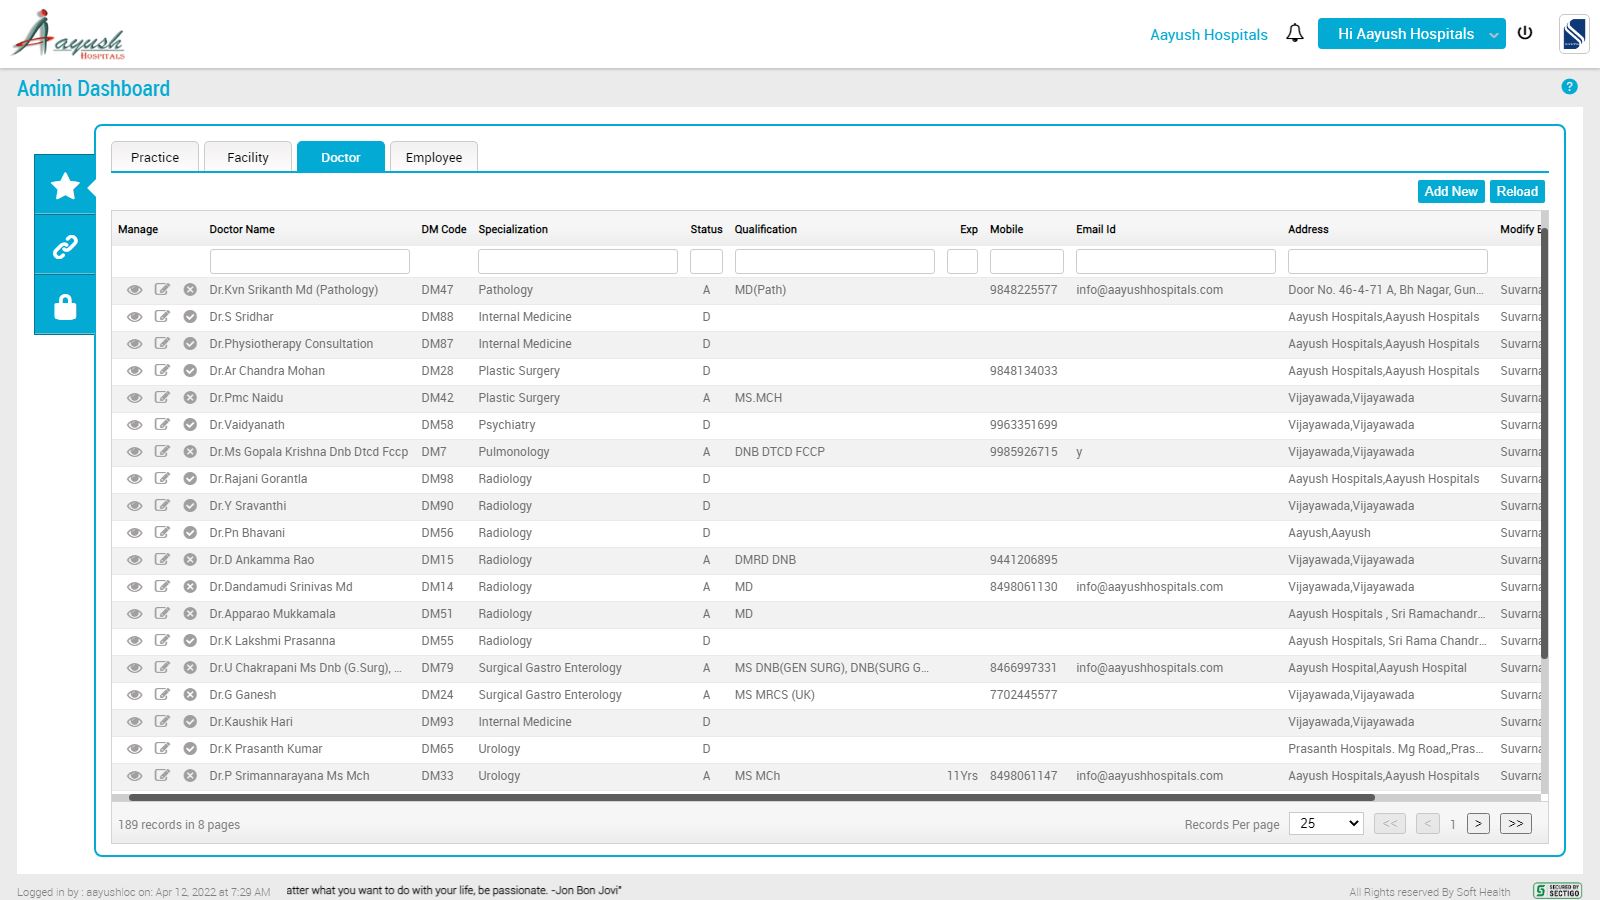 Aayush
HOSPITALS
Aayush Hospitals
Hi Aayush Hospitals
Admin Dashboard
?
Practice Facility Doctor Employee
Add New Reload
Manage Doctor Name DM Code Specialization Status Qualification Exp Mobile Email Id Address Modify
Dr.Kvn Srikanth Md (Pathology) DM47 Pathology A MD(Path) 9848225577 info@aayushhospitals.com Door No. 46-4-71 A, Bh Nagar, Gun... Suvarna
Dr.S Sridhar DM88 Internal Medicine D Aayush Hospitals,Aayush Hospitals Suvarna
Dr.Physiotherapy Consultation DM87 Internal Medicine D Aayush Hospitals,Aayush Hospitals Suvarna
Dr.Ar Chandra Mohan DM28 Plastic Surgery D 9848134033 Aayush Hospitals,Aayush Hospitals Suvarna
Dr.Pmc Naidu DM42 Plastic Surgery A MS.MCH Vijayawada,Vijayawada Suvarna
Dr.Vaidyanath DM58 Psychiatry D 9963351699 Vijayawada,Vijayawada Suvarna
Dr.Ms Gopala Krishna Dnb Dtcd Fccp DM7 Pulmonology A DNB DTCD FCCP 9985926715 y Vijayawada,Vijayawada Suvarna
Dr.Rajani Gorantla DM98 Radiology D Aayush Hospitals,Aayush Hospitals Suvarna
Dr.Y Sravanthi DM90 Radiology D Vijayawada,Vijayawada Suvarna
Dr.Pn Bhavani DM56 Radiology D Aayush,Aayush Suvarna
Dr.D Ankamma Rao DM15 Radiology A DMRD DNB 9441206895 Vijayawada,Vijayawada Suvarna
Dr.Dandamudi Srinivas Md DM14 Radiology A MD 8498061130 info@aayushhospitals.com Vijayawada,Vijayawada Suvarna
Dr.Apparao Mukkamala DM51 Radiology A MD Aayush Hospitals , Sri Ramachandr... Suvarna
Dr.K Lakshmi Prasanna DM55 Radiology D Aayush Hospitals, Sri Rama Chandr... Suvarna
Dr.U Chakrapani Ms Dnb (G.Surg), ... DM79 Surgical Gastro Enterology A MS DNB(GEN SURG), DNB(SURG G... 8466997331 info@aayushhospitals.com Aayush Hospital,Aayush Hospital Suvarna
Dr.G Ganesh DM24 Surgical Gastro Enterology A MS MRCS (UK) 7702445577 Vijayawada,Vijayawada Suvarna
Dr.Kaushik Hari DM93 Internal Medicine D Vijayawada,Vijayawada Suvarna
Dr.K Prasanth Kumar DM65 Urology D Prasanth Hospitals. Mg Road,,Pras... Suvarna
Dr.P Srimannarayana Ms Mch DM33 Urology A MS MCh 11Yrs 8498061147 info@aayushhospitals.com Aayush Hospitals,Aayush Hospitals Suvarna
189 records in 8 pages Records Per page 25 << < 1 > >>
Logged in by : aayushioc on: Apr 12, 2022 at 7:29 AM atter what you want to do with your life, be passionate. -Jon Bon Jovi" All Rights reserved By Soft Health
SECURED BY
SECTIGO